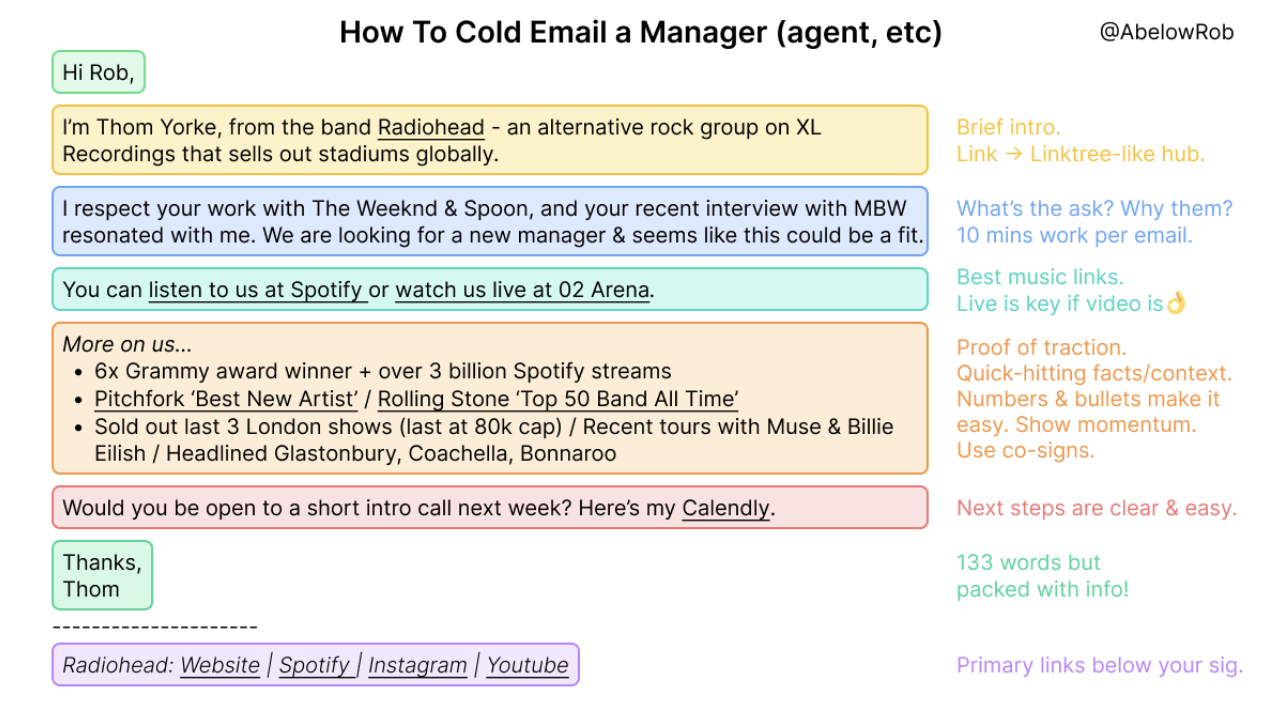 How To Cold Email a Manager (agent, etc)
@AbelowRob
Hi Rob,
I'm Thom Yorke, from the band Radiohead - an alternative rock group on XL
Recordings that sells out stadiums globally.
Brief intro.
Link → Linktree-like hub.
I respect your work with The Weeknd & Spoon, and your recent interview with MBW
resonated with me. We are looking for a new manager & seems like this could be a fit.
What's the ask? Why them?
10 mins work per email.
You can listen to us at Spotify or watch us live at 02 Arena.
Best music links.
Live is key if video is👌
More on us...
• 6x Grammy award winner + over 3 billion Spotify streams
• Pitchfork 'Best New Artist' / Rolling Stone 'Top 50 Band All Time'
• Sold out last 3 London shows (last at 80k cap) / Recent tours with Muse & Billie
Eilish / Headlined Glastonbury, Coachella, Bonnaroo
Proof of traction.
Quick-hitting facts/context.
Numbers & bullets make it
easy. Show momentum.
Use co-signs.
Would you be open to a short intro call next week? Here's my Calendly.
Next steps are clear & easy.
Thanks,
Thom
133 words but
packed with info!
---------------------
Radiohead: Website | Spotify | Instagram | Youtube
Primary links below your sig.